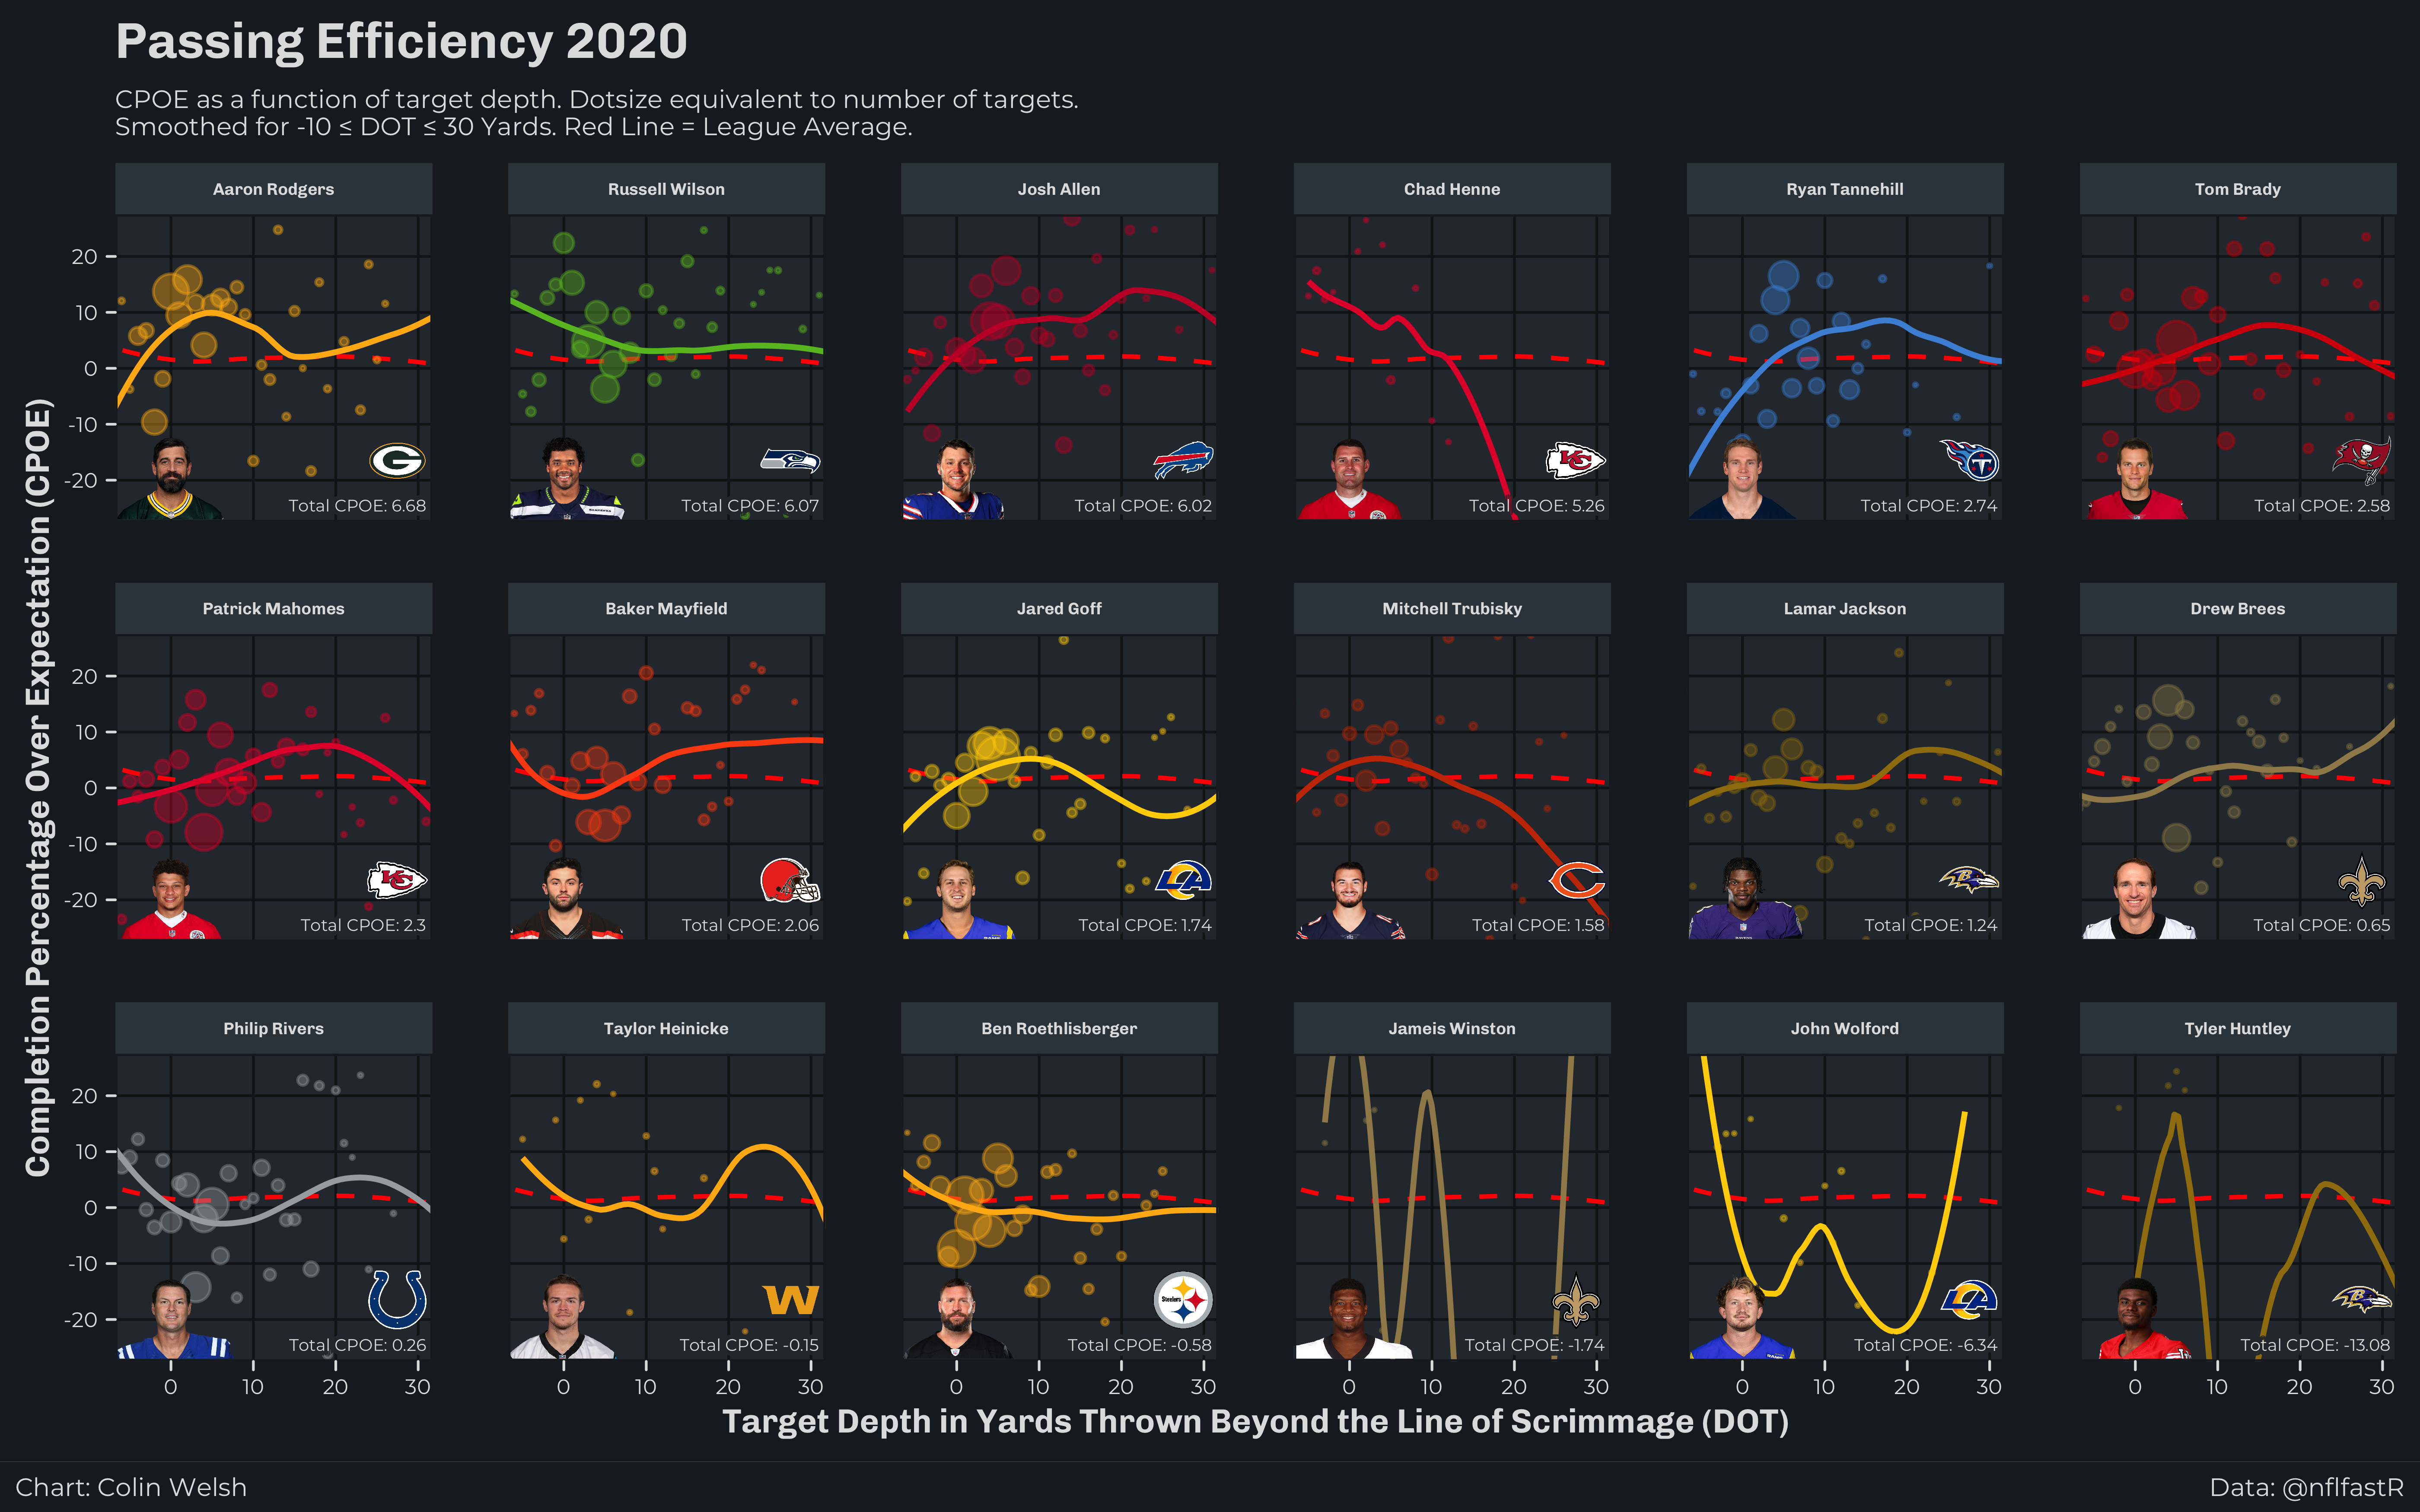 Passing Efficiency 2020
CPOE as a function of target depth. Dotsize equivalent to number of targets.
Smoothed for -10 ≤ DOT ≤ 30 Yards. Red Line = League Average.
Completion Percentage Over Expectation (CPOE)
Aaron Rodgers
Russell Wilson
Josh Allen
Chad Henne
Ryan Tannehill
Tom Brady
20
10
0
-10
-20
Total CPOE: 6.68
Total CPOE: 6.07
Total CPOE: 6.02
Total CPOE: 5.26
Total CPOE: 2.74
Total CPOE: 2.58
Patrick Mahomes
Baker Mayfield
Jared Goff
Mitchell Trubisky
Lamar Jackson
Drew Brees
20
10
0
-10
-20
Total CPOE: 2.3
Total CPOE: 2.06
Total CPOE: 1.74
Total CPOE: 1.58
Total CPOE: 1.24
Total CPOE: 0.65
Philip Rivers
Taylor Heinicke
Ben Roethlisberger
Jameis Winston
John Wolford
Tyler Huntley
20
10
0
-10
-20
Steelers
Total CPOE: 0.26
Total CPOE: -0.15
Total CPOE: -0.58
Total CPOE: -1.74
Total CPOE: -6.34
Total CPOE: -13.08
0 10 20 30
0 10 20 30
0 10 20 30
0 10 20 30
0 10 20 30
0 10 20 30
Target Depth in Yards Thrown Beyond the Line of Scrimmage (DOT)
Chart: Colin Welsh
Data: @nflfastR